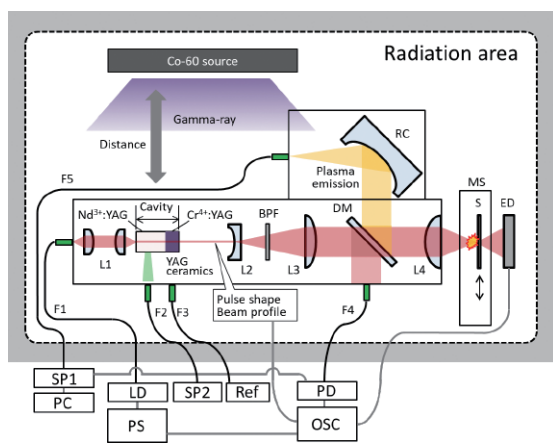 Radiation area
Co-60 source
Gamma-ray
Distance
RC
Plasma
emission
F5
MS
Cavity
Nd3+:YAG
Cr4+:YAG
BPF
DM
S
ED
L1
YAG
ceramics
L2
L3
L4
Pulse shape
Beam profile
F1
F2
F3
F4
SP1
LD
SP2
Ref
PD
PC
PS
OSC